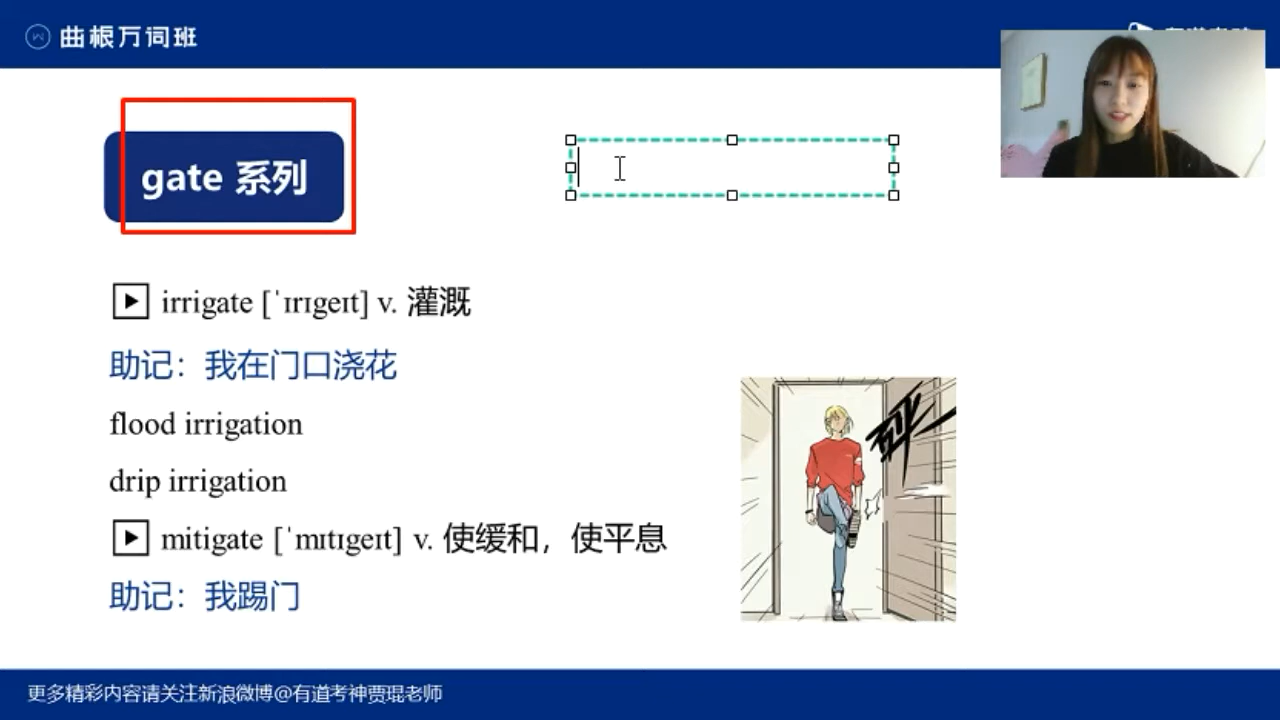 曲根万词班
gate 系列
irrigate [ˈɪrɪgeɪt] v. 灌溉
助记：我在门口浇花
flood irrigation
drip irrigation
mitigate [ˈmɪtɪgeɪt] v. 使缓和，使平息
助记：我踢门
更多精彩内容请关注新浪微博@有道考神贾琨老师